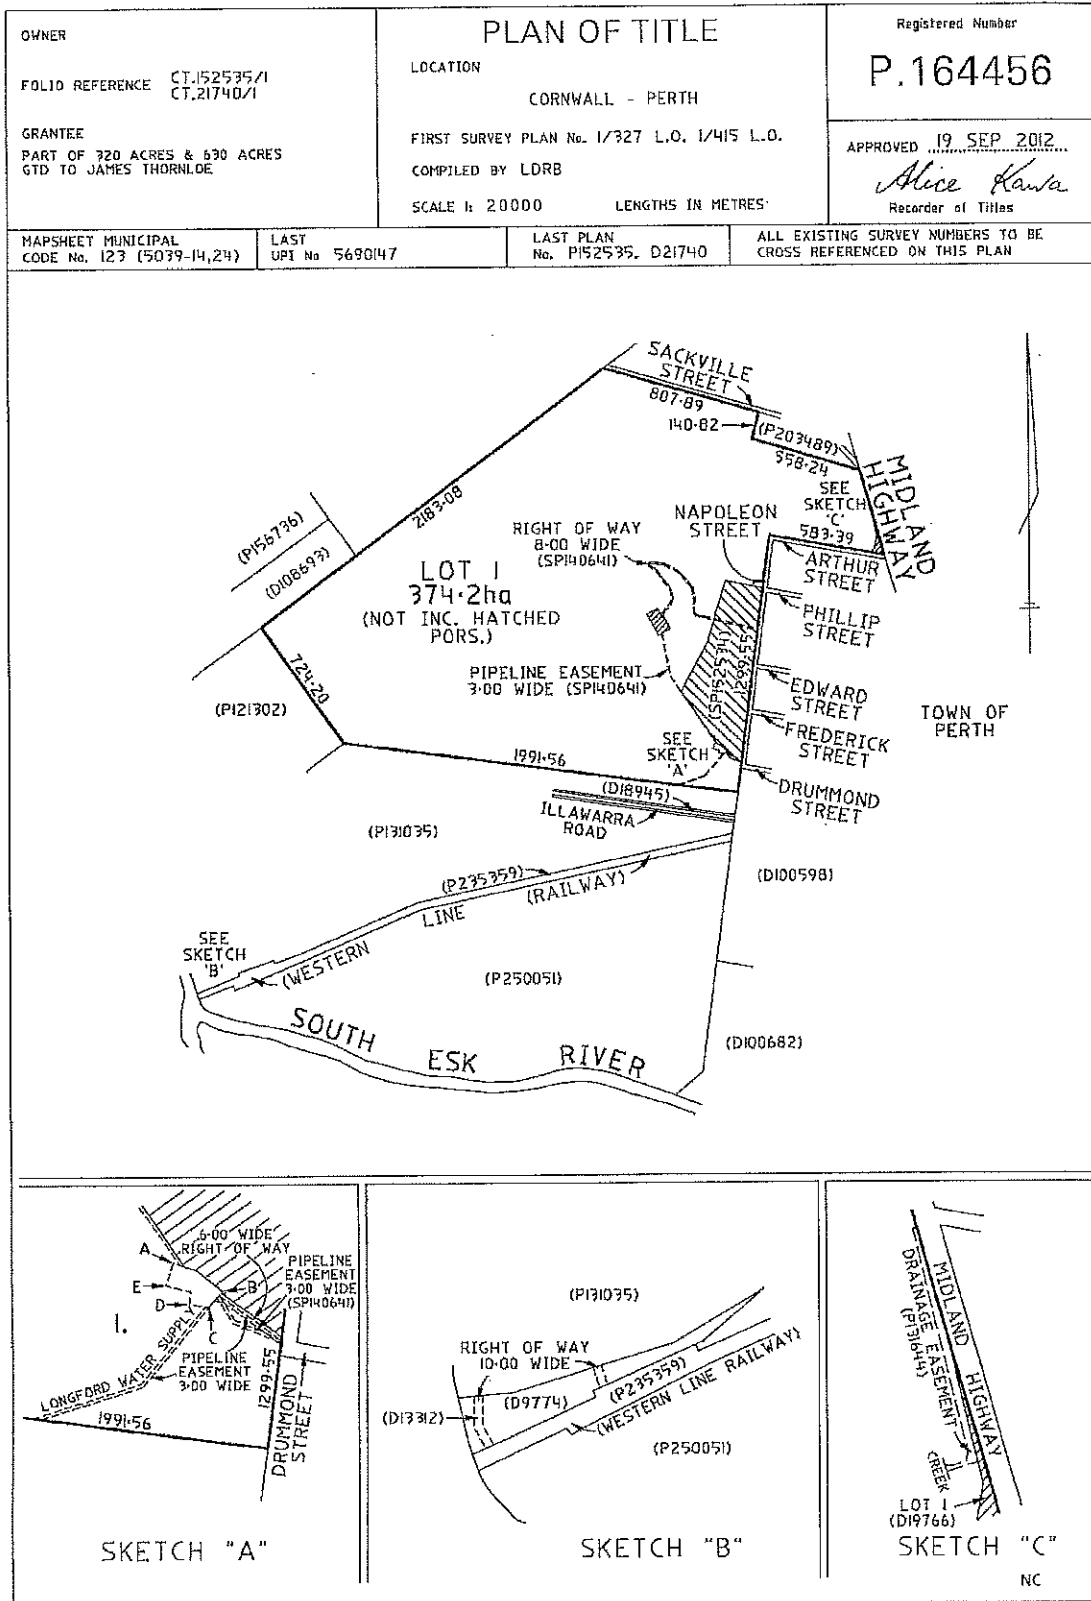 OWNER
FOLIO REFERENCE CT.152535/1
CT.21740/1
GRANTEE
PART OF 320 ACRES & 630 ACRES
GTD TO JAMES THORNLOE
PLAN OF TITLE
LOCATION
CORNWALL - PERTH
FIRST SURVEY PLAN No. 1/327 L.O. 1/415 L.O.
COMPILED BY LDRB
SCALE 1: 20000 LENGTHS IN METRES
Registered Number
P.164456
APPROVED 19 SEP 2012
Alice Kawa
Recorder of Titles
MAPSHEET MUNICIPAL
CODE No. 123 (5039-14,24)
LAST
UPI No 5690147
LAST PLAN
No. P152535. D21740
ALL EXISTING SURVEY NUMBERS TO BE
CROSS REFERENCED ON THIS PLAN
SACKVILLE
STREET
807·89
140·82
(P203489)
558·24
MIDLAND
HIGHWAY
SEE
SKETCH
'C'
583·39
NAPOLEON
STREET
ARTHUR
STREET
2183·08
RIGHT OF WAY
8·00 WIDE
(SP140641)
(P156736)
(D108693)
LOT 1
374·2ha
(NOT INC. HATCHED
PORS.)
PHILLIP
STREET
(SP152534)
1299·55
724·20
PIPELINE EASEMENT
3·00 WIDE (SP140641)
EDWARD
STREET
(P121302)
TOWN OF
PERTH
FREDERICK
STREET
SEE
SKETCH
'A'
1991·56
DRUMMOND
STREET
(D18945)
ILLAWARRA
ROAD
(P131035)
(P235359)
(WESTERN LINE (RAILWAY)
(D100598)
SEE
SKETCH
'B'
(P250051)
SOUTH ESK RIVER
(D100682)
A
6·00 WIDE
RIGHT OF WAY
PIPELINE
EASEMENT
3·00 WIDE
(SP140641)
E
B
D
C
1.
PIPELINE
EASEMENT
3·00 WIDE
LONGFORD WATER SUPPLY
1991·56
1299·55
DRUMMOND
STREET
SKETCH "A"
(P131035)
RIGHT OF WAY
10·00 WIDE
(D9774)
(P235359)
(D13312)
(WESTERN LINE RAILWAY)
(P250051)
SKETCH "B"
MIDLAND HIGHWAY
DRAINAGE EASEMENT
(P131644)
CREEK
LOT 1
(D19766)
SKETCH "C"
NC